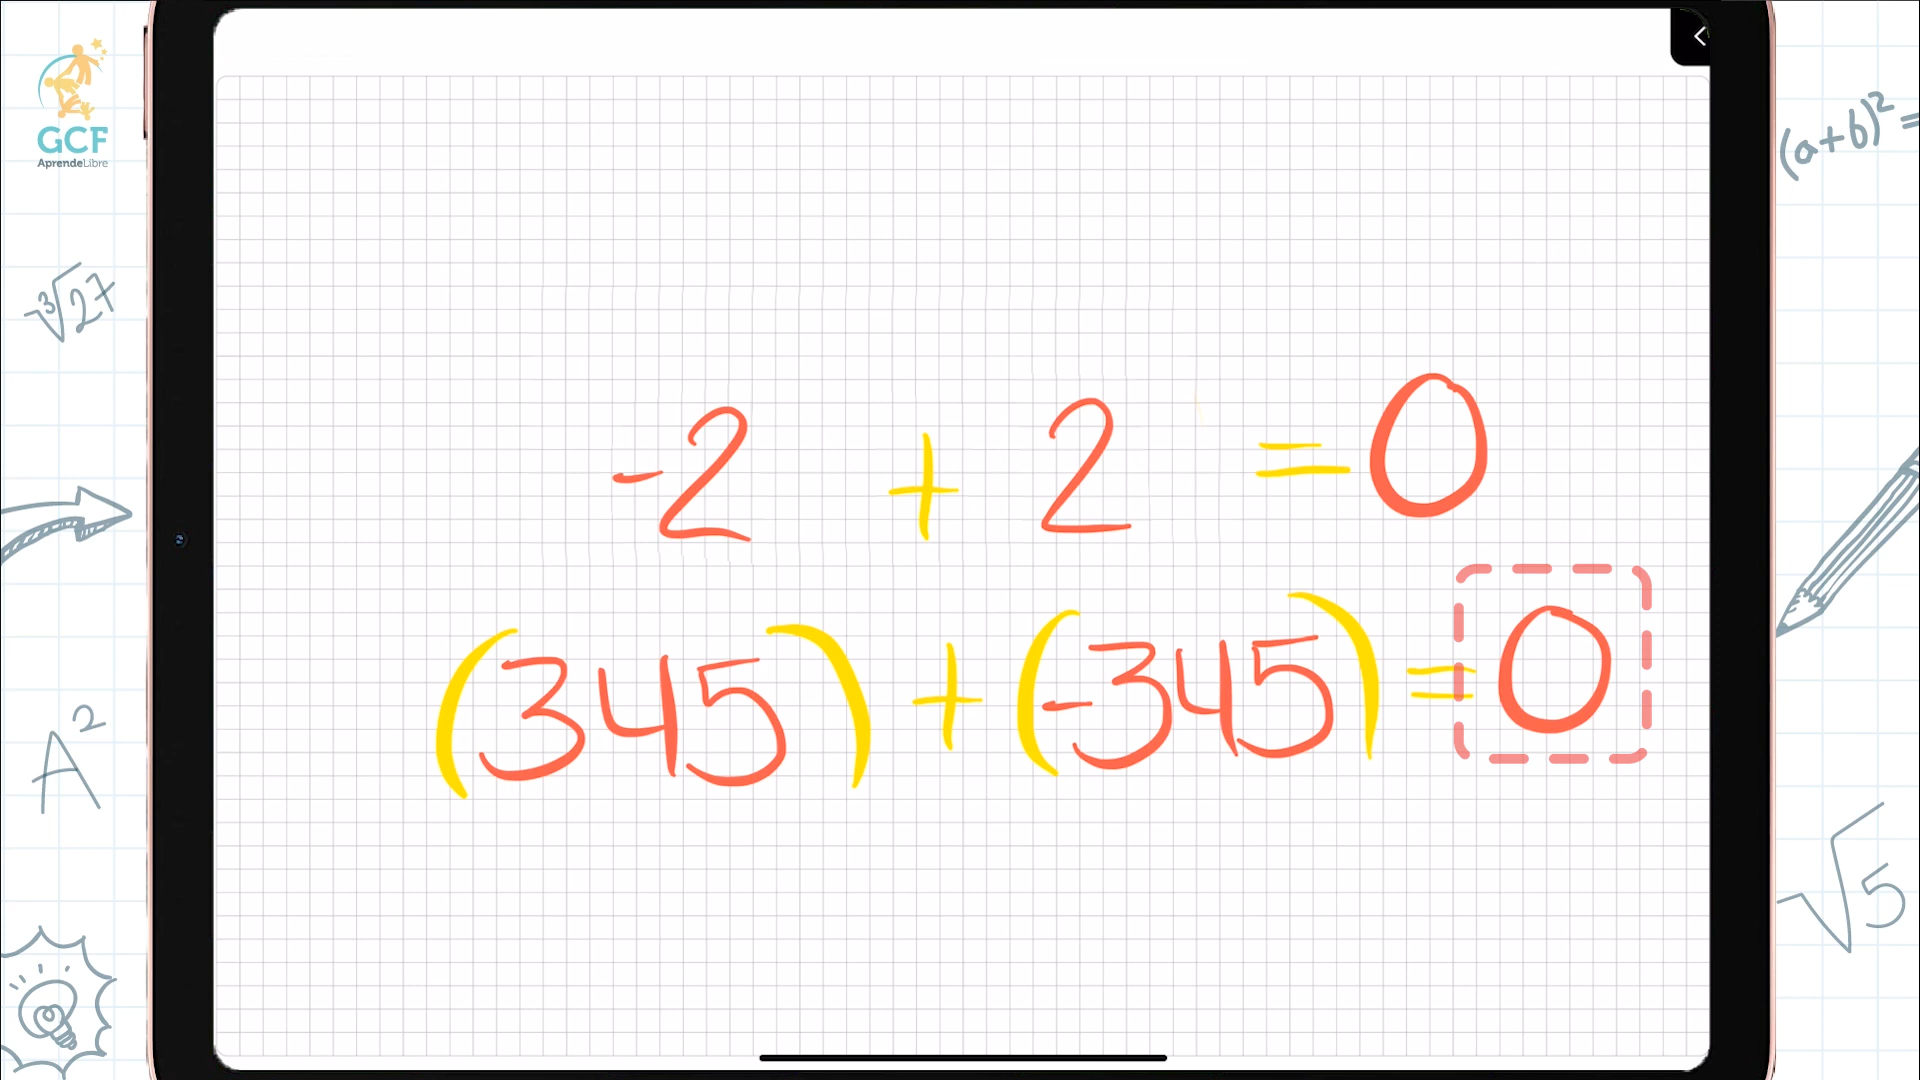 GCF
AprendeLibre
(a+b)²=
∛27
-2 + 2 = 0
(345) + (-345) = 0
A²
√5